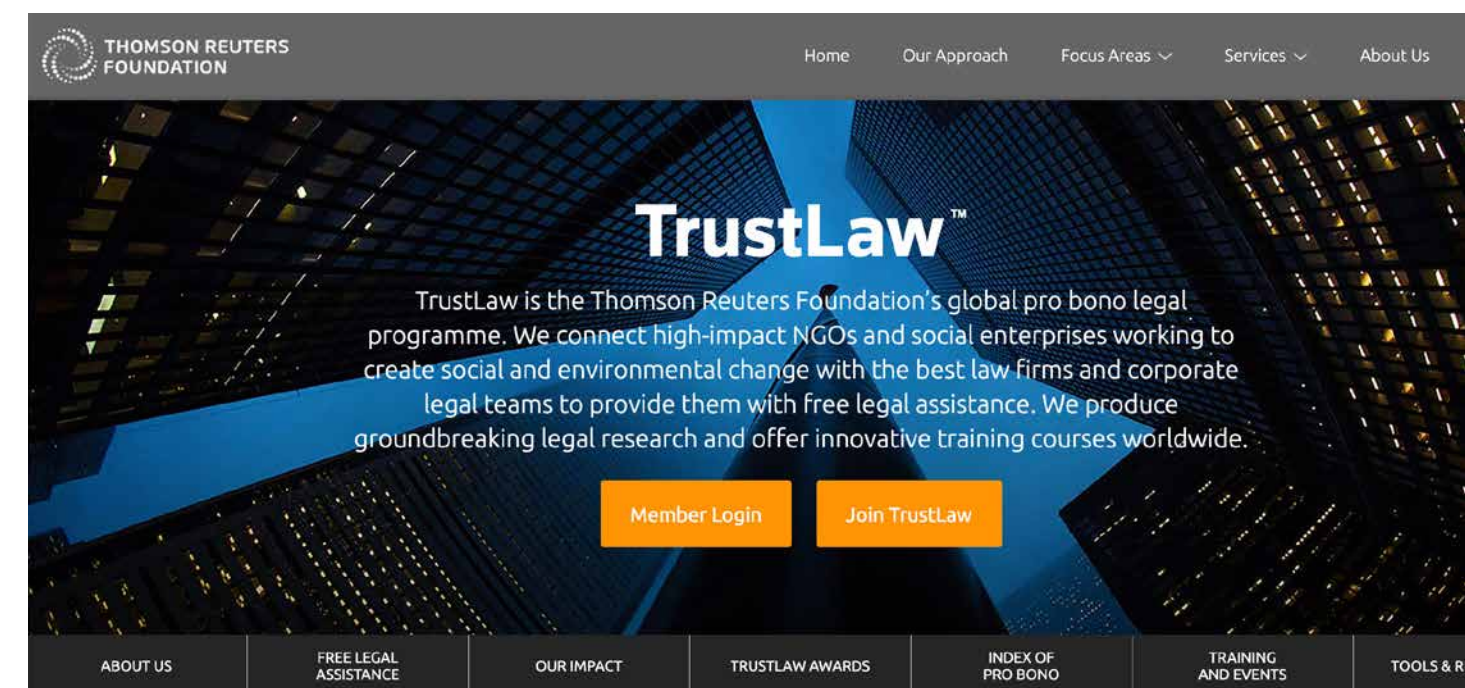 THOMSON REUTERS
FOUNDATION
Home
Our Approach
Focus Areas
Services
About Us
TrustLaw™
TrustLaw is the Thomson Reuters Foundation's global pro bono legal
programme. We connect high-impact NGOs and social enterprises working to
create social and environmental change with the best law firms and corporate
legal teams to provide them with free legal assistance. We produce
groundbreaking legal research and offer innovative training courses worldwide.
Member Login
Join TrustLaw
ABOUT US
FREE LEGAL
ASSISTANCE
OUR IMPACT
TRUSTLAW AWARDS
INDEX OF
PRO BONO
TRAINING
AND EVENTS
TOOLS & R